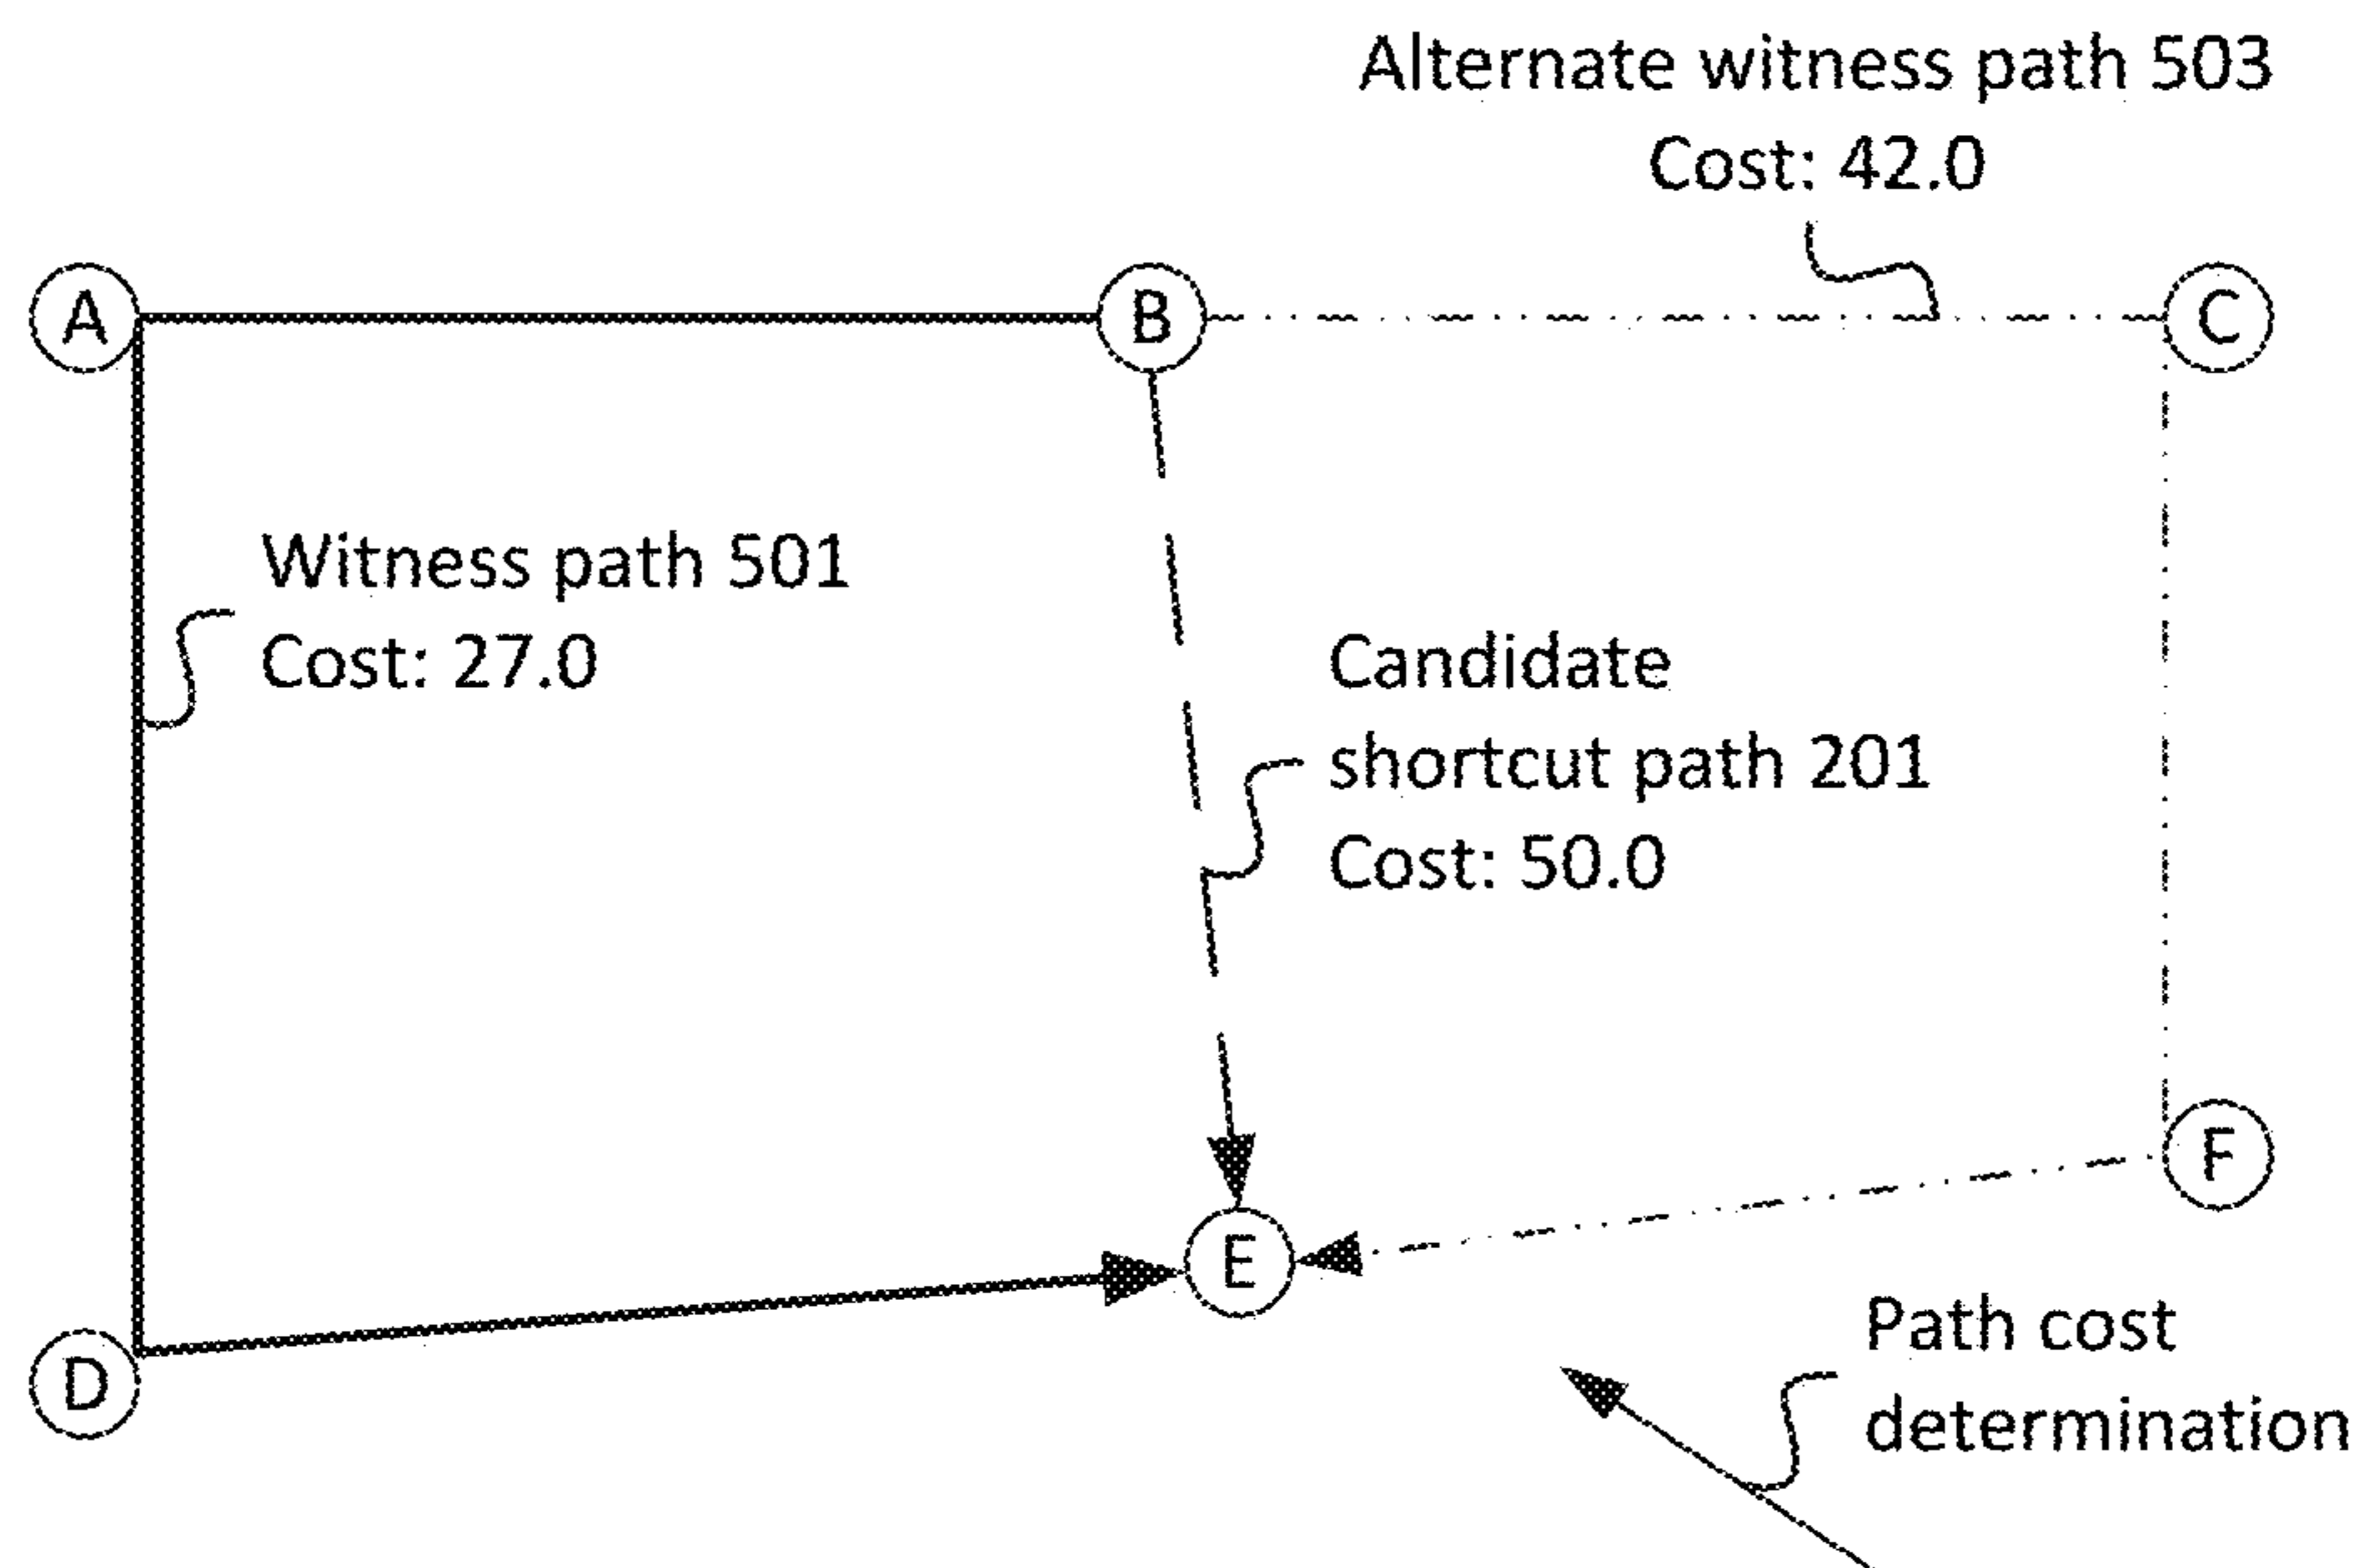 Alternate witness path 503
Cost: 42.0
A
B
C
Witness path 501
Cost: 27.0
Candidate
shortcut path 201
Cost: 50.0
F
E
D
Path cost
determination